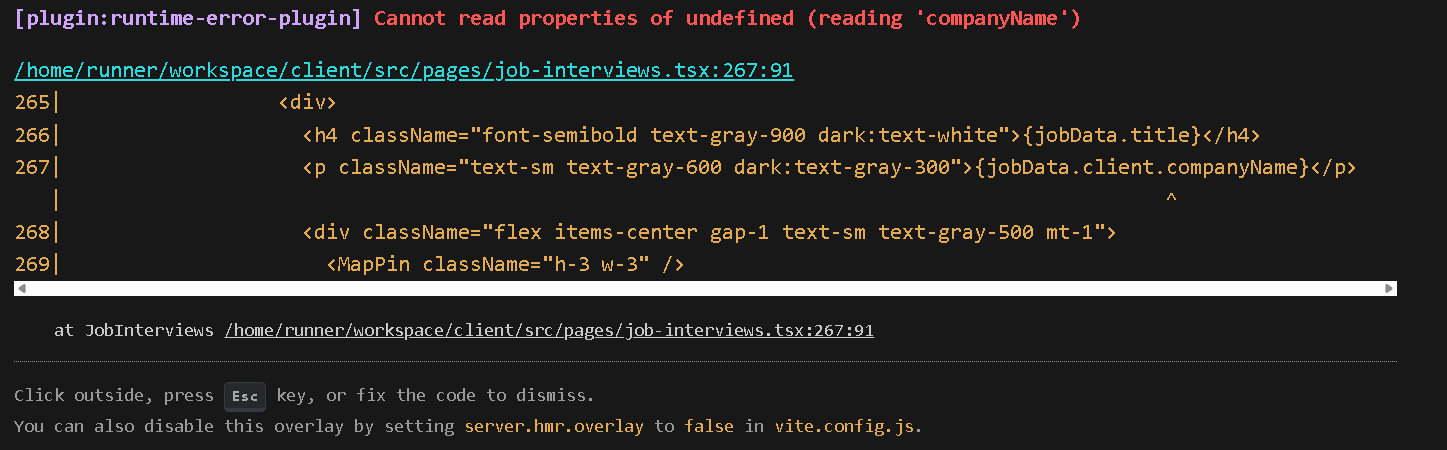 [plugin:runtime-error-plugin] Cannot read properties of undefined (reading 'companyName')
/home/runner/workspace/client/src/pages/job-interviews.tsx:267:91
265|                  <div>
266|                    <h4 className="font-semibold text-gray-900 dark:text-white">{jobData.title}</h4>
267|                    <p className="text-sm text-gray-600 dark:text-gray-300">{jobData.client.companyName}</p>
   |                                                                                            ^
268|                    <div className="flex items-center gap-1 text-sm text-gray-500 mt-1">
269|                      <MapPin className="h-3 w-3" />
at JobInterviews /home/runner/workspace/client/src/pages/job-interviews.tsx:267:91
Click outside, press Esc key, or fix the code to dismiss.
You can also disable this overlay by setting server.hmr.overlay to false in vite.config.js.